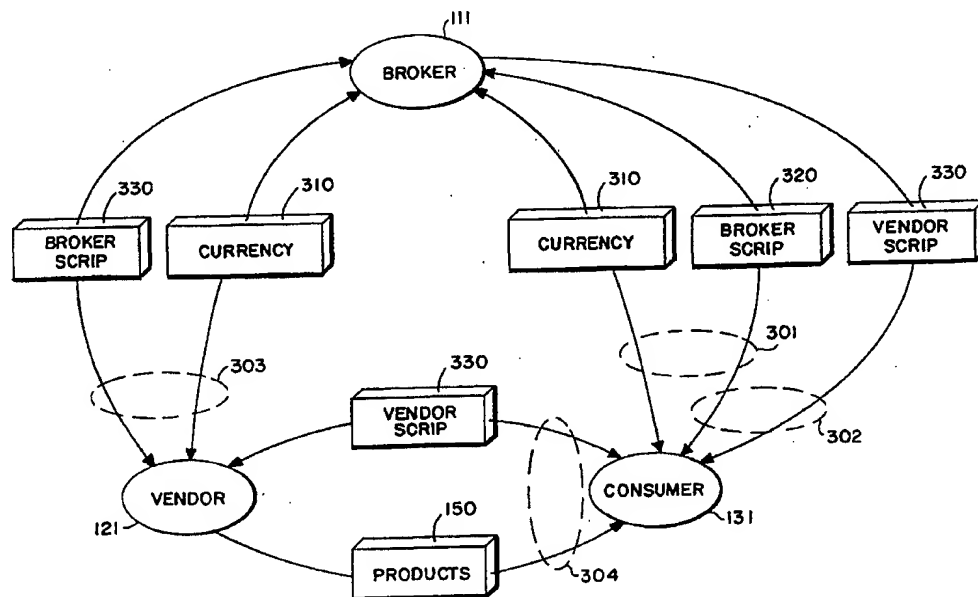 111
BROKER
330
310
310
320
330
BROKER
SCRIP
CURRENCY
CURRENCY
BROKER
SCRIP
VENDOR
SCRIP
301
303
330
302
VENDOR
SCRIP
VENDOR
CONSUMER
121
131
150
PRODUCTS
304